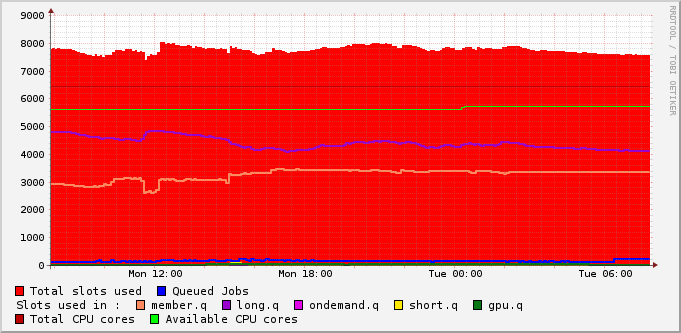 9000
8000
7000
6000
5000
4000
3000
2000
1000
0
Mon 12:00 Mon 18:00 Tue 00:00 Tue 06:00
RRDTOOL / TOBI OETIKER
Total slots used Queued Jobs
Slots used in : member.q long.q ondemand.q short.q gpu.q
Total CPU cores Available CPU cores